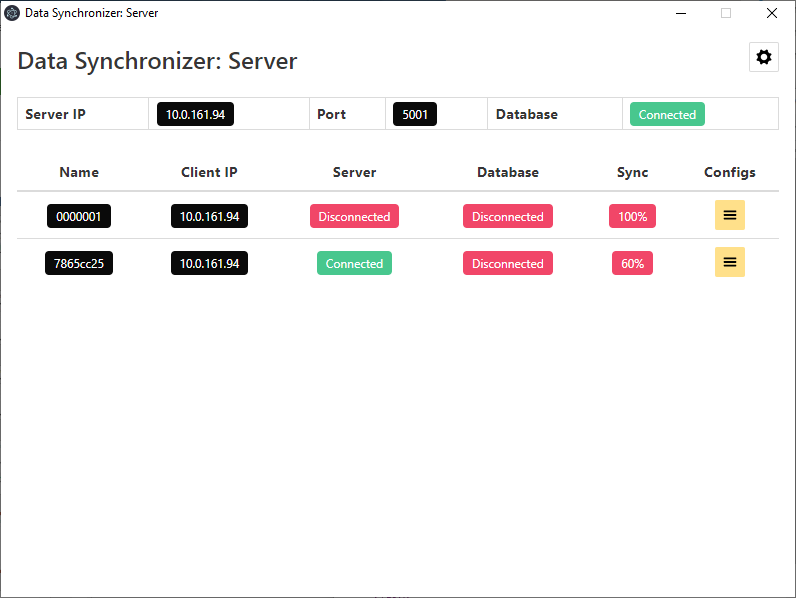 Data Synchronizer: Server
Data Synchronizer: Server
Server IP 10.0.161.94 Port 5001 Database Connected
Name Client IP Server Database Sync Configs
0000001 10.0.161.94 Disconnected Disconnected 100%
7865cc25 10.0.161.94 Connected Disconnected 60%